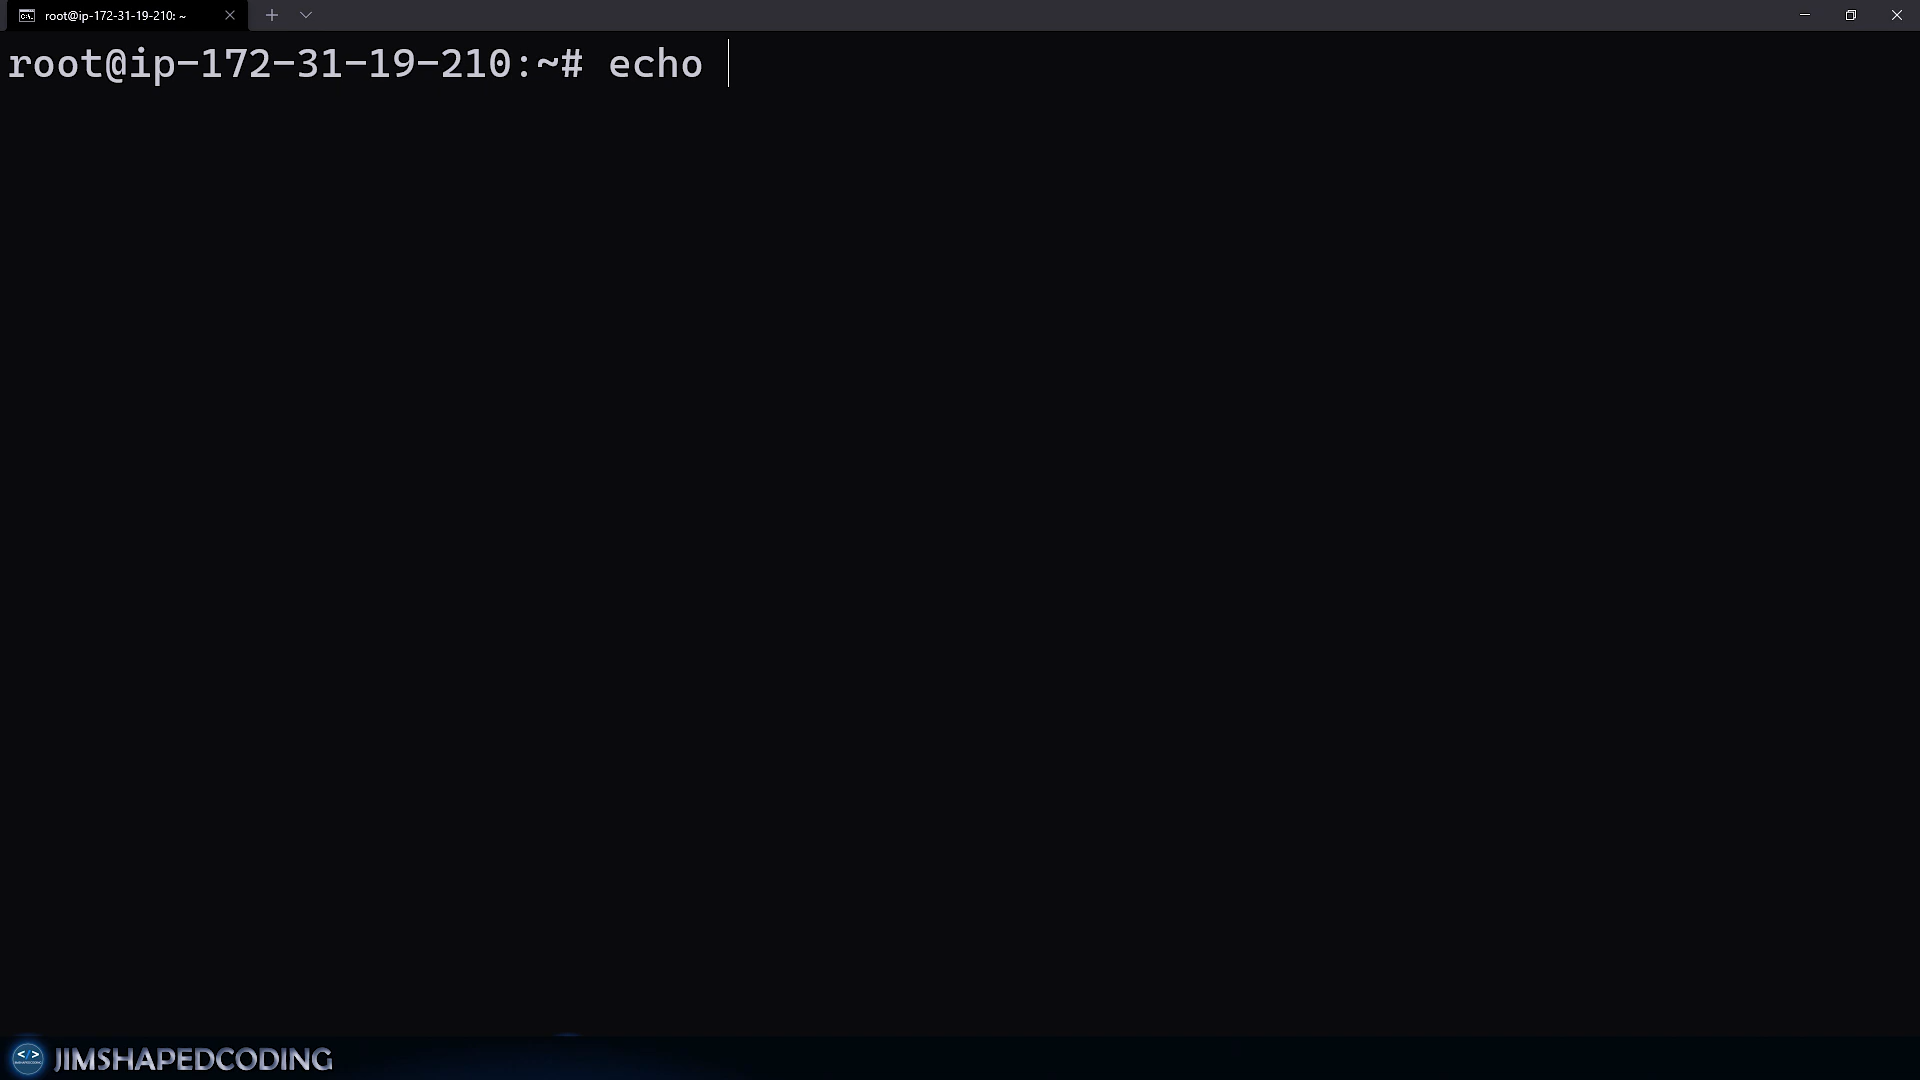 root@ip-172-31-19-210: ~
root@ip-172-31-19-210:~# echo
JIMSHAPEDCODING